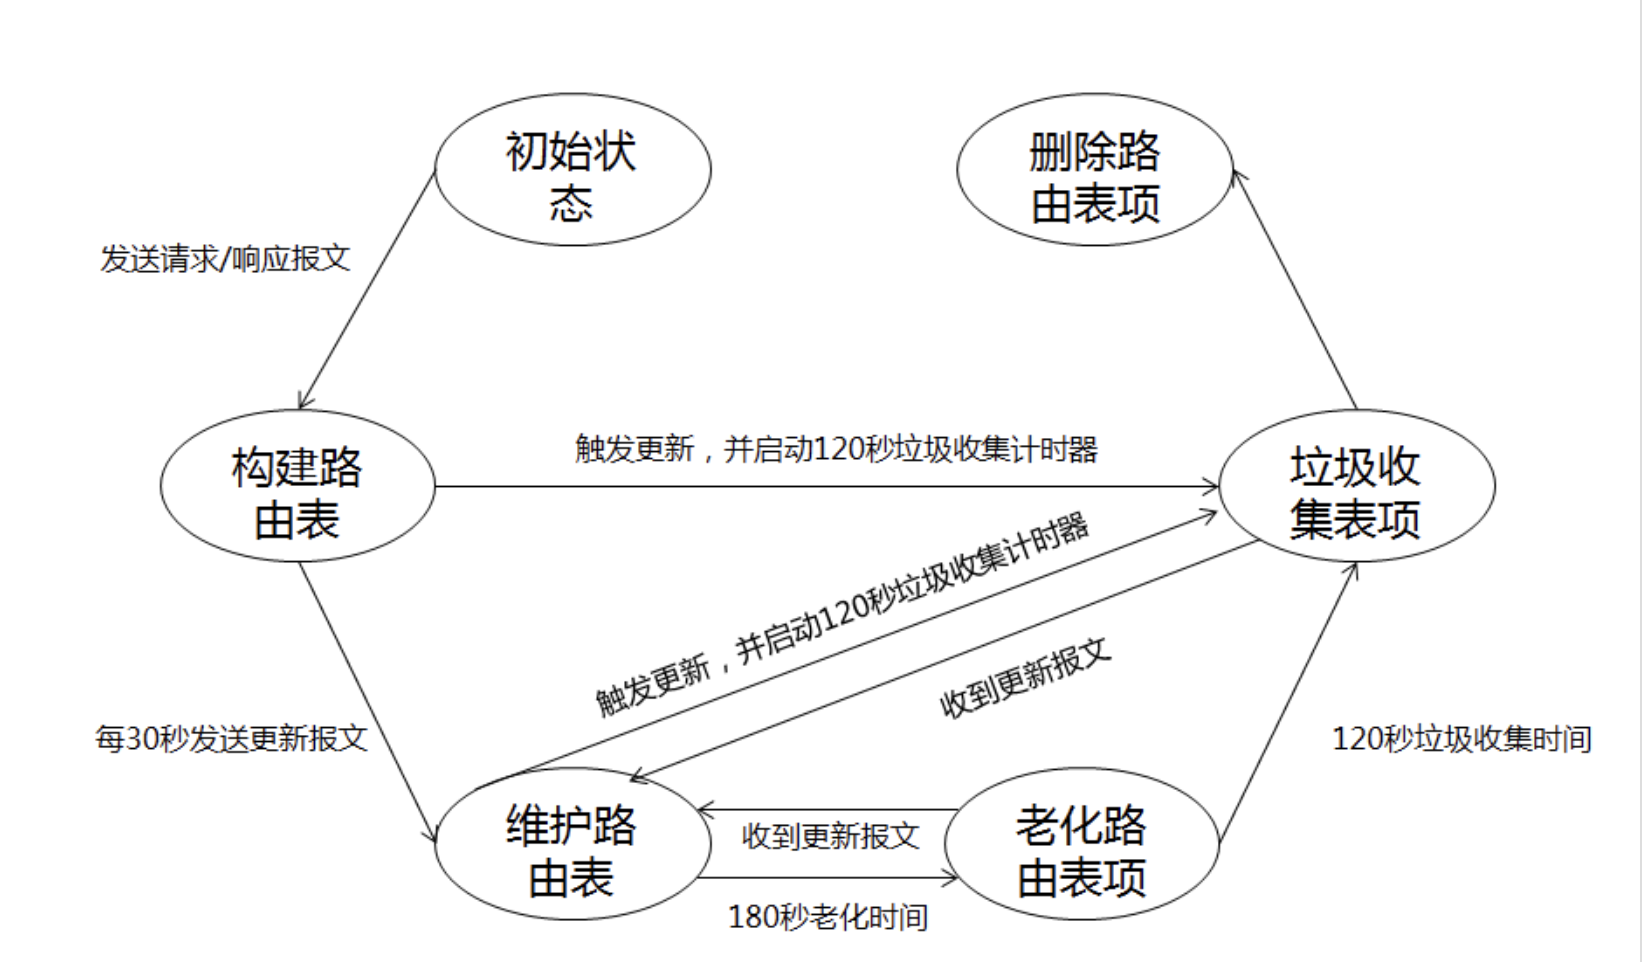 初始状
态
删除路
由表项
发送请求/响应报文
构建路
由表
触发更新，并启动120秒垃圾收集计时器
垃圾收
集表项
触发更新，并启动120秒垃圾收集计时器
收到更新报文
每30秒发送更新报文
120秒垃圾收集时间
维护路
由表
收到更新报文
老化路
由表项
180秒老化时间